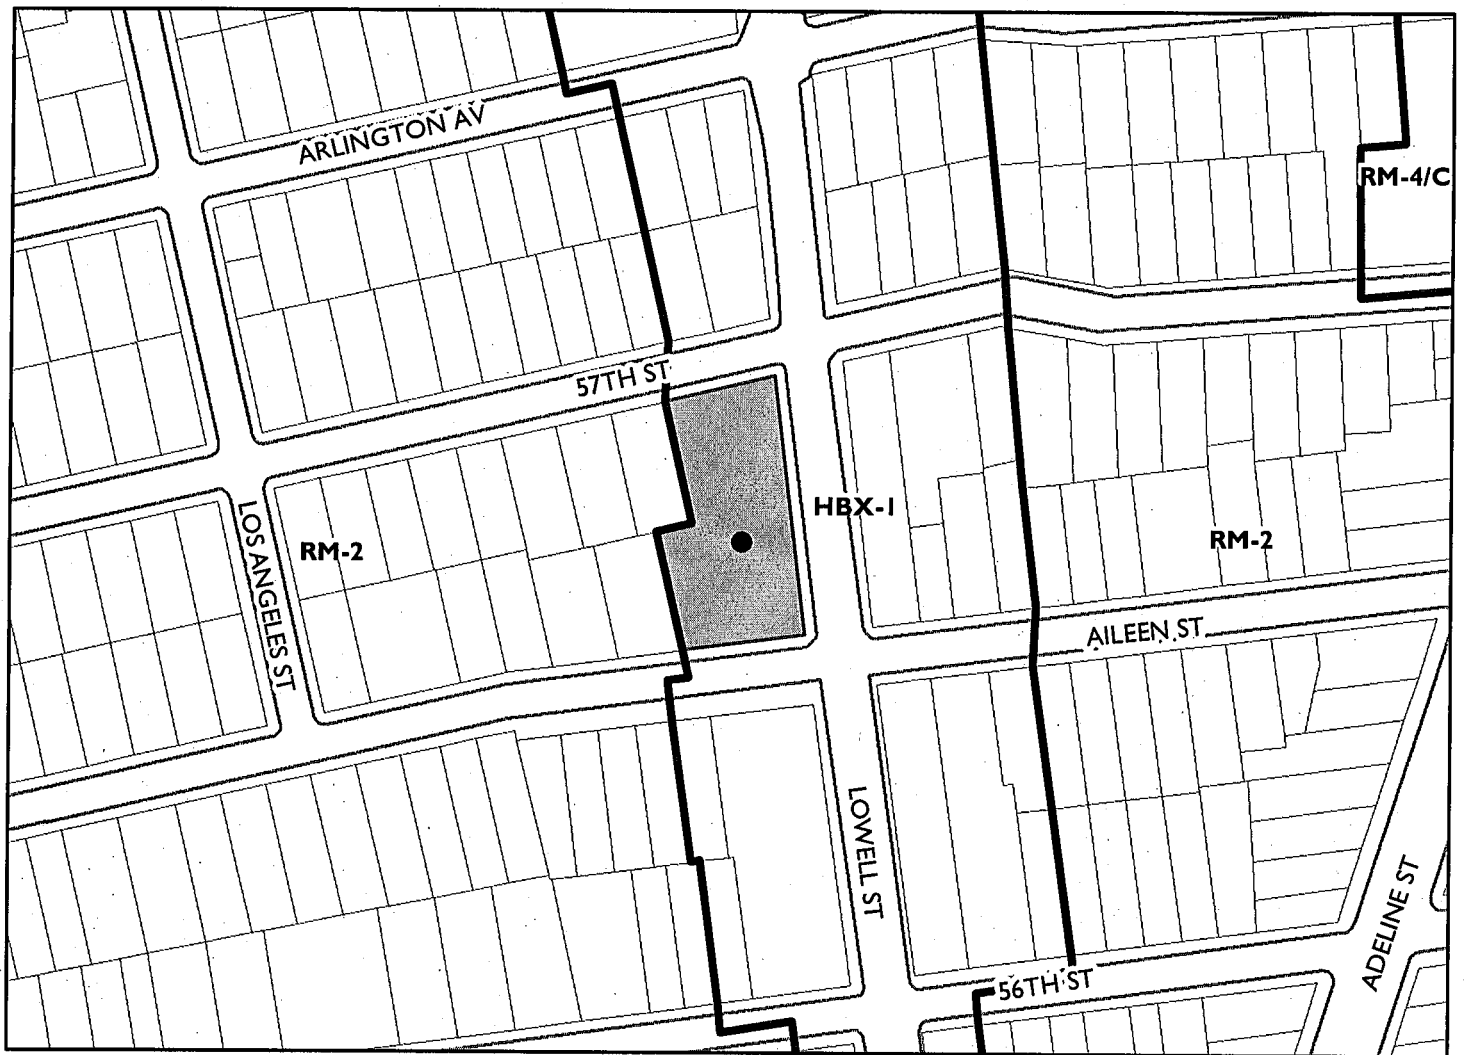 ARLINGTON AV
RM-4/C
57TH ST
HBX-1
LOS ANGELES ST
RM-2
RM-2
AILEEN ST
LOWELL ST
ADELINE ST
56TH ST